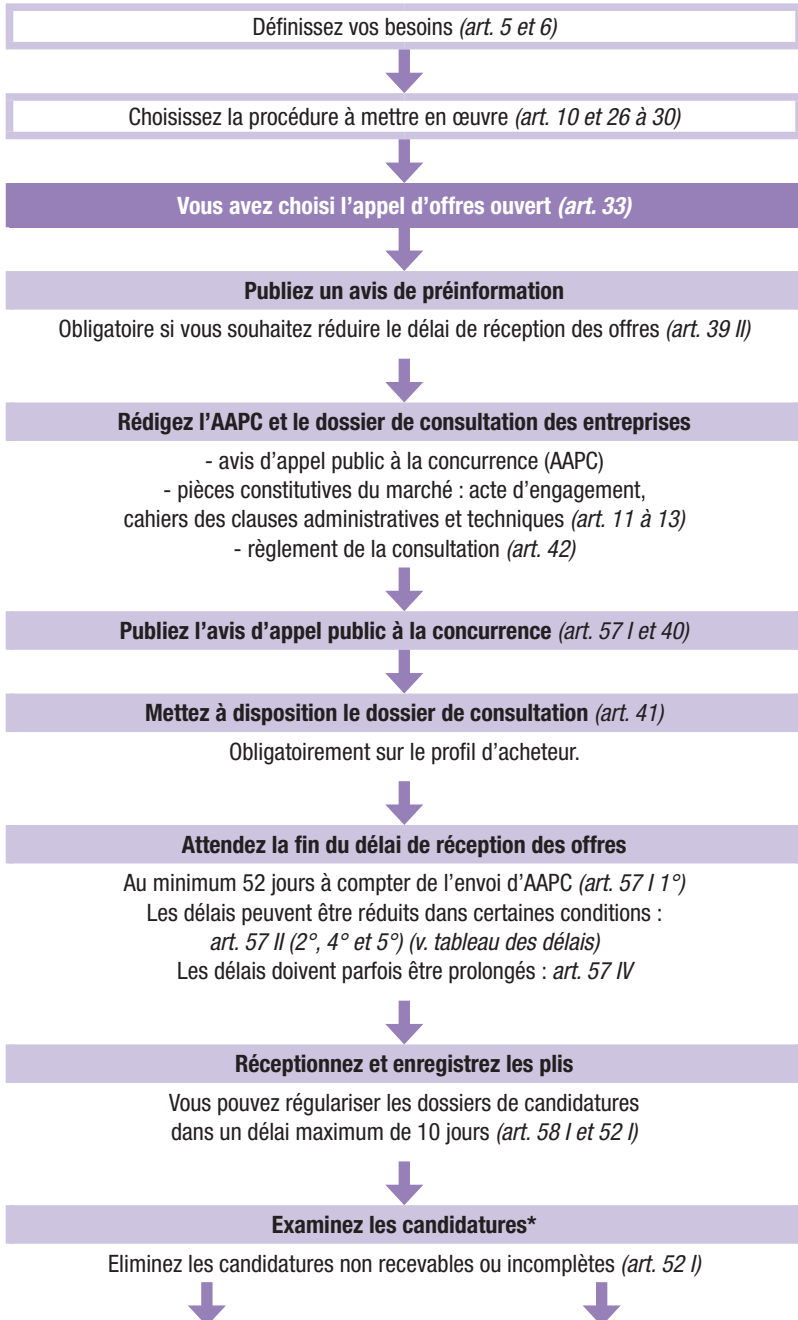 Définissez vos besoins (art. 5 et 6)
Choisissez la procédure à mettre en œuvre (art. 10 et 26 à 30)
Vous avez choisi l’appel d’offres ouvert (art. 33)
Publiez un avis de préinformation
Obligatoire si vous souhaitez réduire le délai de réception des offres (art. 39 II)
Rédigez l’AAPC et le dossier de consultation des entreprises
- avis d’appel public à la concurrence (AAPC)
- pièces constitutives du marché : acte d’engagement,
cahiers des clauses administratives et techniques (art. 11 à 13)
- règlement de la consultation (art. 42)
Publiez l’avis d’appel public à la concurrence (art. 57 I et 40)
Mettez à disposition le dossier de consultation (art. 41)
Obligatoirement sur le profil d’acheteur.
Attendez la fin du délai de réception des offres
Au minimum 52 jours à compter de l’envoi d’AAPC (art. 57 I 1°)
Les délais peuvent être réduits dans certaines conditions :
art. 57 II (2°, 4° et 5°) (v. tableau des délais)
Les délais doivent parfois être prolongés : art. 57 IV
Réceptionnez et enregistrez les plis
Vous pouvez régulariser les dossiers de candidatures
dans un délai maximum de 10 jours (art. 58 I et 52 I)
Examinez les candidatures*
Eliminez les candidatures non recevables ou incomplètes (art. 52 I)